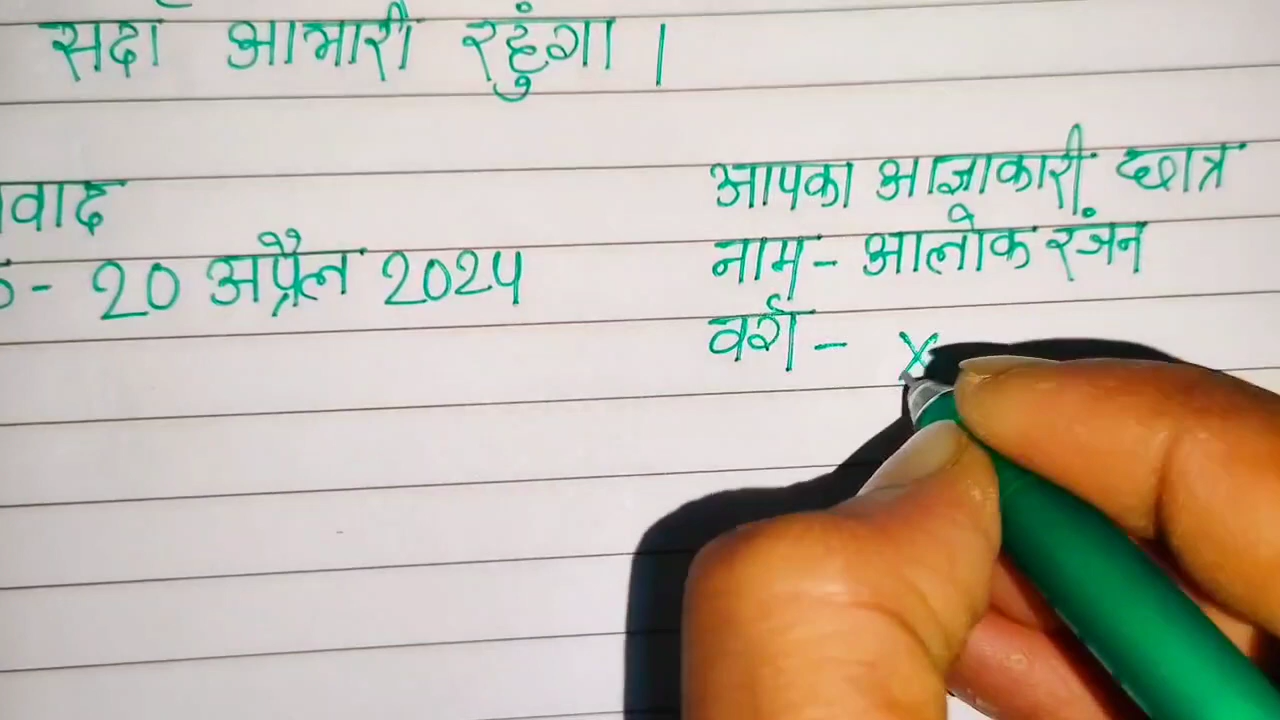 सदा आभारी रहुंगा ।
वाद
आपका आज्ञाकारी छात्र
- 20 अप्रैल 2024
नाम - आलोक रंजन
वर्ग - X